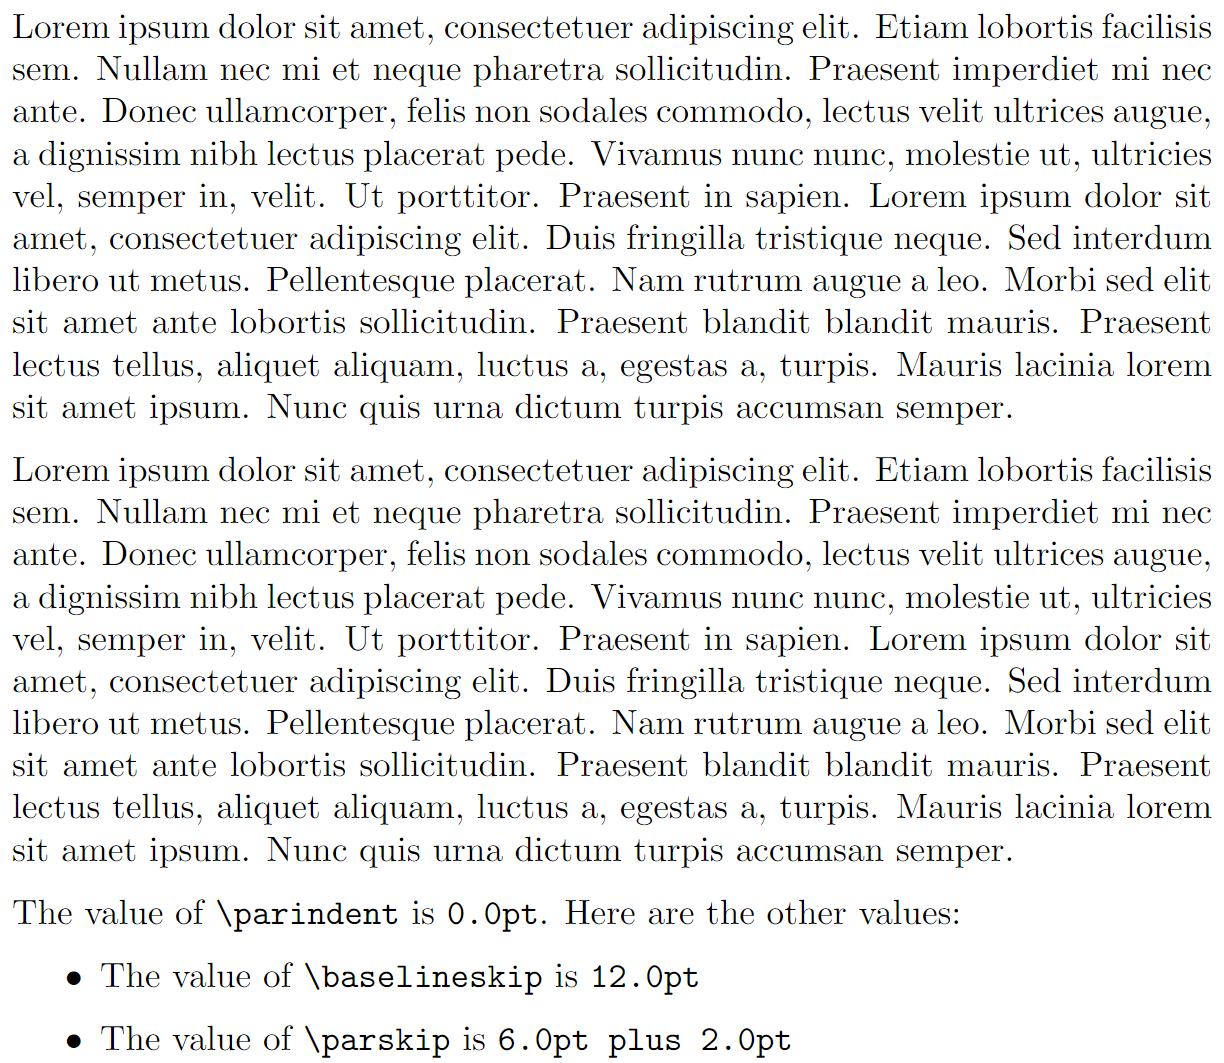 Lorem ipsum dolor sit amet, consectetuer adipiscing elit. Etiam lobortis facilisis
sem. Nullam nec mi et neque pharetra sollicitudin. Praesent imperdiet mi nec
ante. Donec ullamcorper, felis non sodales commodo, lectus velit ultrices augue,
a dignissim nibh lectus placerat pede. Vivamus nunc nunc, molestie ut, ultricies
vel, semper in, velit. Ut porttitor. Praesent in sapien. Lorem ipsum dolor sit
amet, consectetuer adipiscing elit. Duis fringilla tristique neque. Sed interdum
libero ut metus. Pellentesque placerat. Nam rutrum augue a leo. Morbi sed elit
sit amet ante lobortis sollicitudin. Praesent blandit blandit mauris. Praesent
lectus tellus, aliquet aliquam, luctus a, egestas a, turpis. Mauris lacinia lorem
sit amet ipsum. Nunc quis urna dictum turpis accumsan semper.
Lorem ipsum dolor sit amet, consectetuer adipiscing elit. Etiam lobortis facilisis
sem. Nullam nec mi et neque pharetra sollicitudin. Praesent imperdiet mi nec
ante. Donec ullamcorper, felis non sodales commodo, lectus velit ultrices augue,
a dignissim nibh lectus placerat pede. Vivamus nunc nunc, molestie ut, ultricies
vel, semper in, velit. Ut porttitor. Praesent in sapien. Lorem ipsum dolor sit
amet, consectetuer adipiscing elit. Duis fringilla tristique neque. Sed interdum
libero ut metus. Pellentesque placerat. Nam rutrum augue a leo. Morbi sed elit
sit amet ante lobortis sollicitudin. Praesent blandit blandit mauris. Praesent
lectus tellus, aliquet aliquam, luctus a, egestas a, turpis. Mauris lacinia lorem
sit amet ipsum. Nunc quis urna dictum turpis accumsan semper.
The value of \parindent is 0.0pt. Here are the other values:
• The value of \baselineskip is 12.0pt
• The value of \parskip is 6.0pt plus 2.0pt